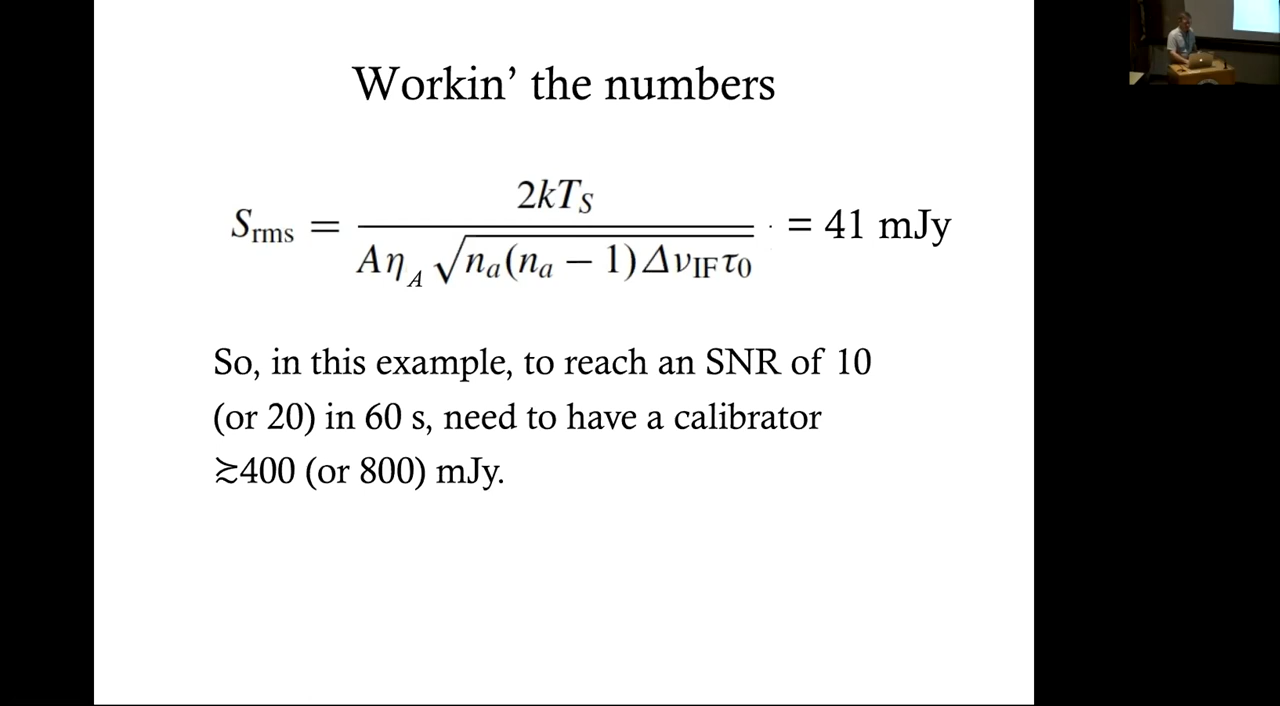 Workin’ the numbers
S_rms = 2kT_S / (Aη_A √(n_a(n_a − 1)Δν_IF τ_0)) = 41 mJy
So, in this example, to reach an SNR of 10
(or 20) in 60 s, need to have a calibrator
≳400 (or 800) mJy.